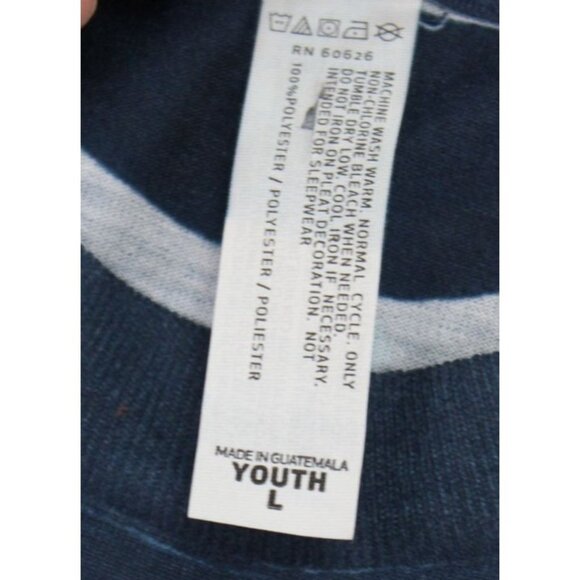 RN 60626
MACHINE WASH WARM, NORMAL CYCLE. ONLY
NON-CHLORINE BLEACH WHEN NEEDED.
TUMBLE DRY LOW. COOL IRON IF NECESSARY.
DO NOT IRON ON PLEAT DECORATION. NOT
INTENDED FOR SLEEPWEAR
100%POLYESTER / POLYESTER / POLIESTER
MADE IN GUATEMALA
YOUTH
L